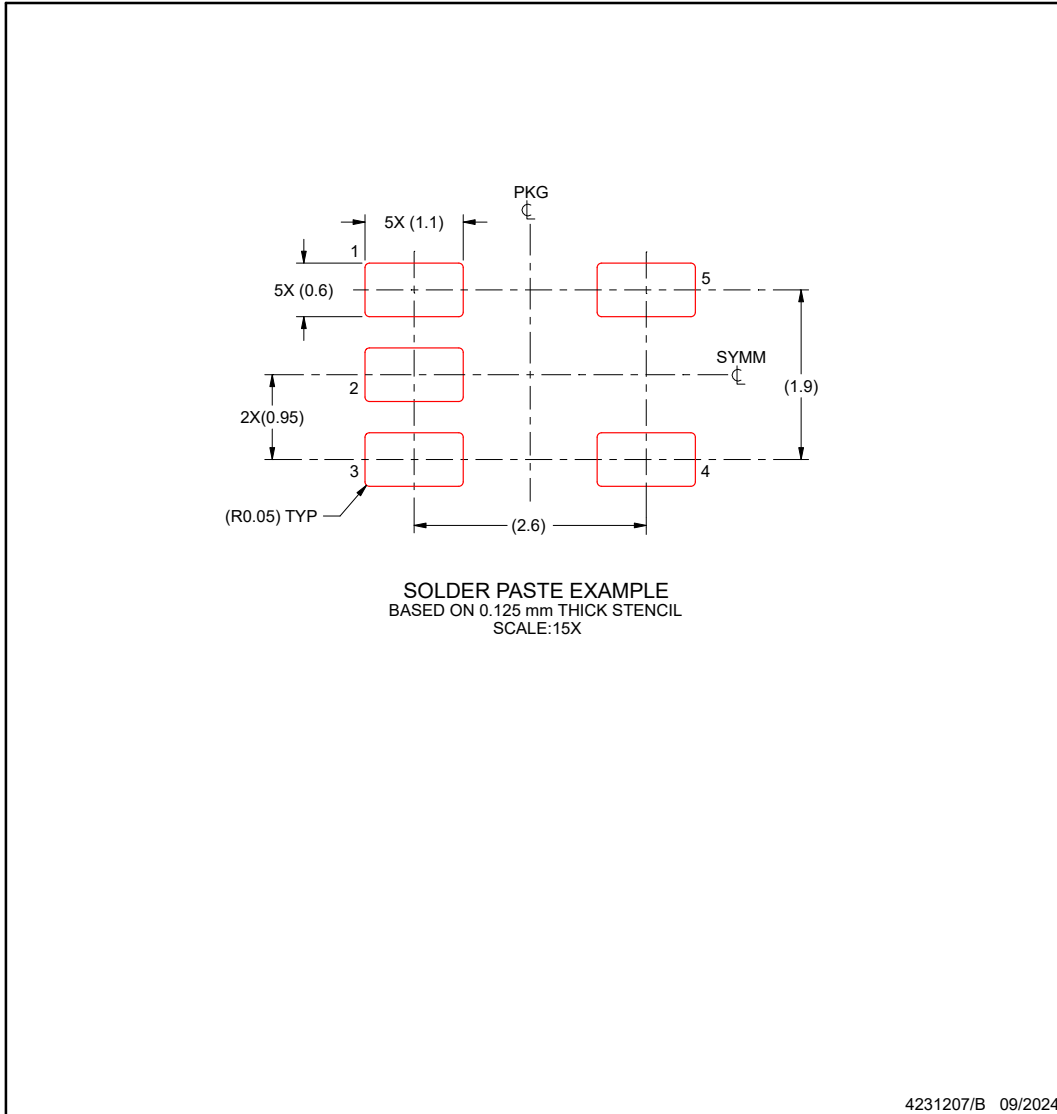 PKG
5X (1.1)
1
5X (0.6)
5
SYMM
(1.9)
2
2X(0.95)
3
4
(R0.05) TYP
(2.6)
SOLDER PASTE EXAMPLE
BASED ON 0.125 mm THICK STENCIL
SCALE:15X
4231207/B 09/2024